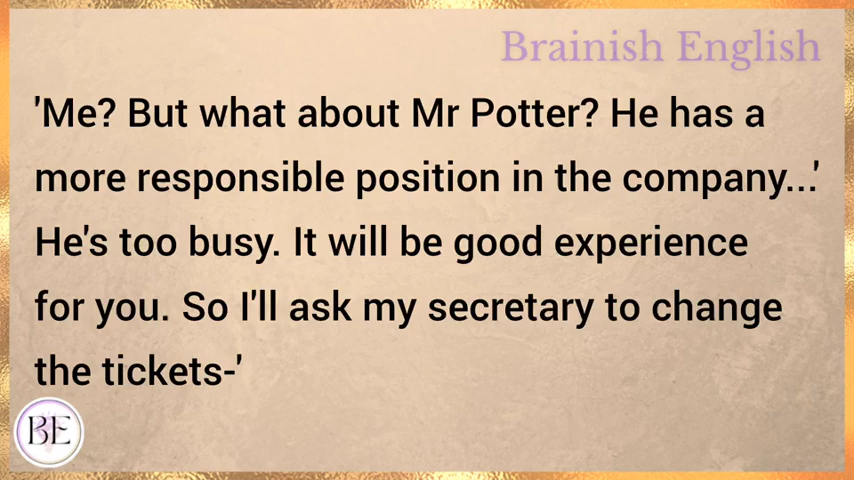 Brainish English
'Me? But what about Mr Potter? He has a
more responsible position in the company...'
He's too busy. It will be good experience
for you. So I'll ask my secretary to change
the tickets-'
BE